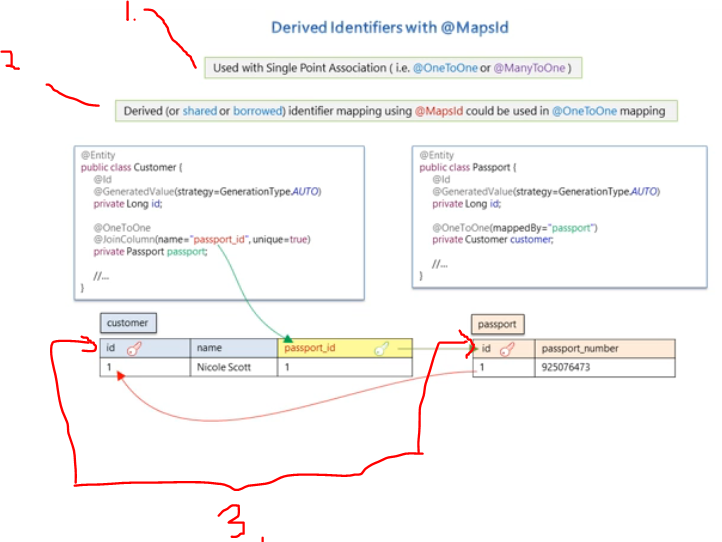 1.
Derived Identifiers with @MapsId
2
Used with Single Point Association ( i.e. @OneToOne or @ManyToOne )
Derived (or shared or borrowed) identifier mapping using @MapsId could be used in @OneToOne mapping
@Entity
public class Customer {
@Id
@GeneratedValue(strategy=GenerationType.AUTO)
private Long id;
@OneToOne
@JoinColumn(name="passport_id", unique=true)
private Passport passport;
//...
}
@Entity
public class Passport {
@Id
@GeneratedValue(strategy=GenerationType.AUTO)
private Long id;
@OneToOne(mappedBy="passport")
private Customer customer;
//...
}
customer
id name passport_id
1 Nicole Scott 1
passport
id passport_number
1 925076473
3.